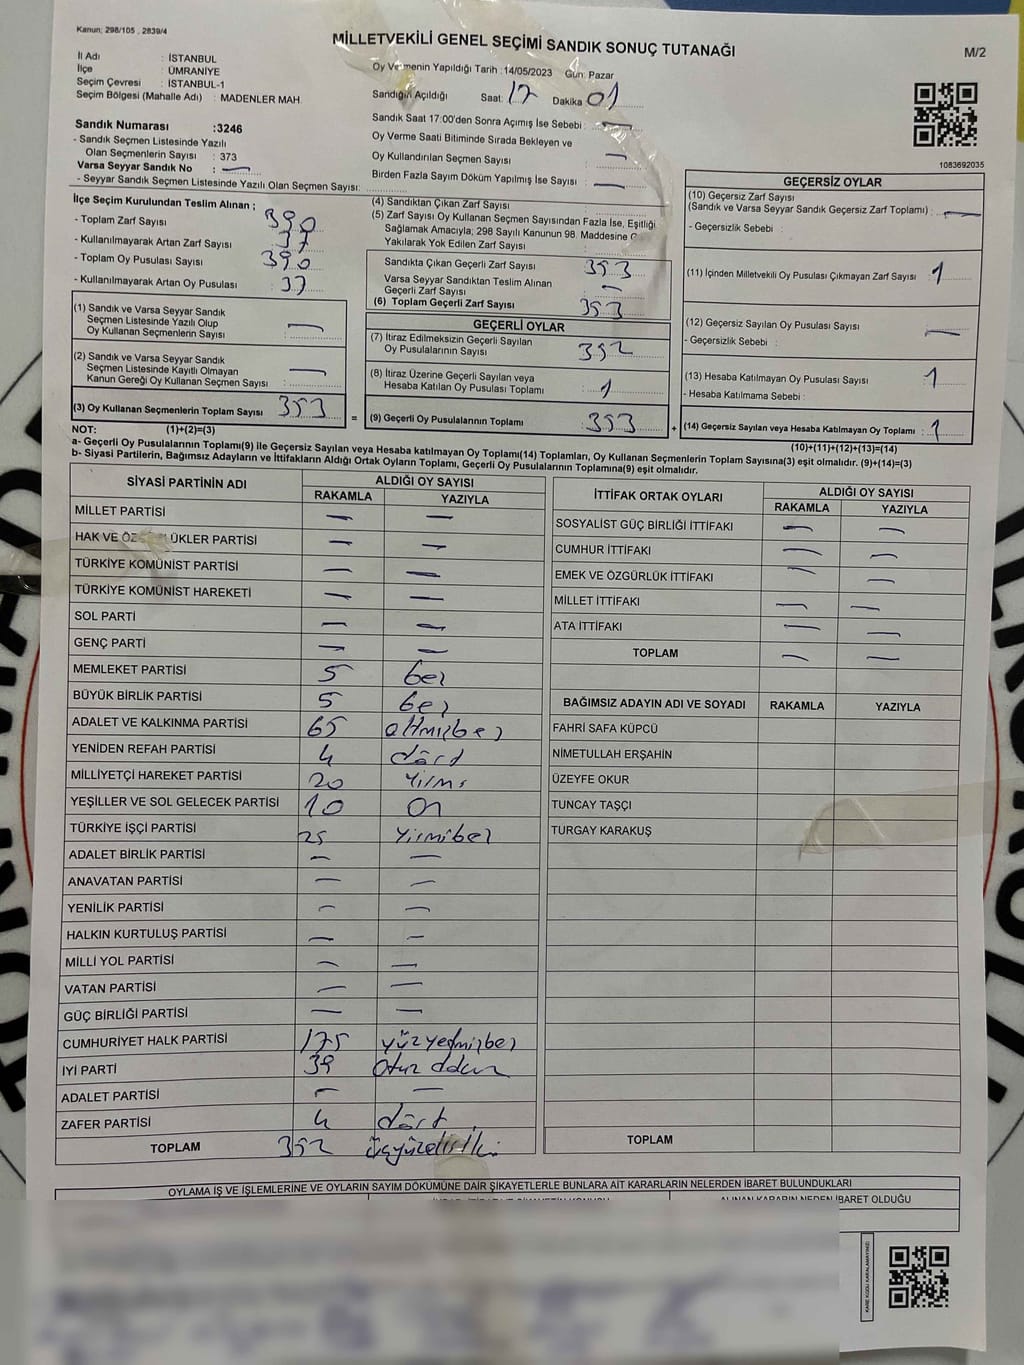 Kanun; 298/105 , 2839/4
MİLLETVEKİLİ GENEL SEÇİMİ SANDIK SONUÇ TUTANAĞI
M/2
İl Adı : İSTANBUL
İlçe : ÜMRANİYE
Seçim Çevresi : İSTANBUL-1
Seçim Bölgesi (Mahalle Adı) : MADENLER MAH.
Oy Vermenin Yapıldığı Tarih :14/05/2023 Gün: Pazar
Sandığın Açıldığı Saat: 17 Dakika 01
Sandık Saat 17:00'den Sonra Açımış İse Sebebi : —
Oy Verme Saati Bitiminde Sırada Bekleyen ve
Oy Kullandırılan Seçmen Sayısı —
Birden Fazla Sayım Döküm Yapılmış İse Sayısı —
1083692035
Sandık Numarası :3246
- Sandık Seçmen Listesinde Yazılı
Olan Seçmenlerin Sayısı : 373
Varsa Seyyar Sandık No : —
- Seyyar Sandık Seçmen Listesinde Yazılı Olan Seçmen Sayısı:
İlçe Seçim Kurulundan Teslim Alınan ;
- Toplam Zarf Sayısı 390
- Kullanılmayarak Artan Zarf Sayısı : 37
- Toplam Oy Pusulası Sayısı 390
- Kullanılmayarak Artan Oy Pusulası : 37
(1) Sandık ve Varsa Seyyar Sandık
Seçmen Listesinde Yazılı Olup
Oy Kullanan Seçmenlerin Sayısı : —
(2) Sandık ve Varsa Seyyar Sandık
Seçmen Listesinde Kayıtlı Olmayan
Kanun Gereği Oy Kullanan Seçmen Sayısı : —
(3) Oy Kullanan Seçmenlerin Toplam Sayısı 353
(4) Sandıktan Çıkan Zarf Sayısı :
(5) Zarf Sayısı Oy Kullanan Seçmen Sayısından Fazla İse, Eşitliği
Sağlamak Amacıyla; 298 Sayılı Kanunun 98. Maddesine
Yakılarak Yok Edilen Zarf Sayısı :
Sandıkta Çıkan Geçerli Zarf Sayısı 353
Varsa Seyyar Sandıktan Teslim Alınan
Geçerli Zarf Sayısı —
(6) Toplam Geçerli Zarf Sayısı 353
GEÇERLİ OYLAR
(7) İtiraz Edilmeksizin Geçerli Sayılan
Oy Pusulalarının Sayısı 352
(8) İtiraz Üzerine Geçerli Sayılan veya
Hesaba Katılan Oy Pusulası Toplamı : 1
= (9) Geçerli Oy Pusulalarının Toplamı 353
GEÇERSİZ OYLAR
(10) Geçersiz Zarf Sayısı
(Sandık ve Varsa Seyyar Sandık Geçersiz Zarf Toplamı) : —
- Geçersizlik Sebebi :
(11) İçinden Milletvekili Oy Pusulası Çıkmayan Zarf Sayısı : 1
(12) Geçersiz Sayılan Oy Pusulası Sayısı : —
- Geçersizlik Sebebi :
(13) Hesaba Katılmayan Oy Pusulası Sayısı : 1
- Hesaba Katılmama Sebebi :
+ (14) Geçersiz Sayılan veya Hesaba Katılmayan Oy Toplamı : 1
NOT: (1)+(2)=(3)
(10)+(11)+(12)+(13)=(14)
a- Geçerli Oy Pusulalarının Toplamı(9) ile Geçersiz Sayılan veya Hesaba katılmayan Oy Toplamı(14) Toplamları, Oy Kullanan Seçmenlerin Toplam Sayısına(3) eşit olmalıdır. (9)+(14)=(3)
b- Siyasi Partilerin, Bağımsız Adayların ve İttifakların Aldığı Ortak Oyların Toplamı, Geçerli Oy Pusulalarının Toplamına(9) eşit olmalıdır.
SİYASİ PARTİNİN ADI ALDIĞI OY SAYISI
RAKAMLA YAZIYLA
MİLLET PARTİSİ — —
HAK VE LÜKLER PARTİSİ — —
TÜRKİYE KOMÜNİST PARTİSİ — —
TÜRKİYE KOMÜNİST HAREKETİ — —
SOL PARTİ — —
GENÇ PARTİ — —
MEMLEKET PARTİSİ 5 beş
BÜYÜK BİRLİK PARTİSİ 5 beş
ADALET VE KALKINMA PARTİSİ 65 altmışbeş
YENİDEN REFAH PARTİSİ 4 dört
MİLLİYETÇİ HAREKET PARTİSİ 20 Yirmi
YEŞİLLER VE SOL GELECEK PARTİSİ 10 On
TÜRKİYE İŞÇİ PARTİSİ 25 Yirmibeş
ADALET BİRLİK PARTİSİ — —
ANAVATAN PARTİSİ — —
YENİLİK PARTİSİ — —
HALKIN KURTULUŞ PARTİSİ — —
MİLLİ YOL PARTİSİ — —
VATAN PARTİSİ — —
GÜÇ BİRLİĞİ PARTİSİ — —
CUMHURİYET HALK PARTİSİ 175 yüzyetmişbeş
İYİ PARTİ 39 Otuz dokuz
ADALET PARTİSİ — —
ZAFER PARTİSİ 4 dört
TOPLAM 352 üçyüzelliiki
İTTİFAK ORTAK OYLARI ALDIĞI OY SAYISI
RAKAMLA YAZIYLA
SOSYALİST GÜÇ BİRLİĞİ İTTİFAKI — —
CUMHUR İTTİFAKI — —
EMEK VE ÖZGÜRLÜK İTTİFAKI — —
MİLLET İTTİFAKI — —
ATA İTTİFAKI — —
TOPLAM — —
BAĞIMSIZ ADAYIN ADI VE SOYADI RAKAMLA YAZIYLA
FAHRİ SAFA KÜPCÜ
NİMETULLAH ERŞAHİN
ÜZEYFE OKUR
TUNCAY TAŞÇI
TURGAY KARAKUŞ
TOPLAM
OYLAMA İŞ VE İŞLEMLERİNE VE OYLARIN SAYIM DÖKÜMÜNE DAİR ŞİKAYETLERLE BUNLARA AİT KARARLARIN NELERDEN İBARET BULUNDUKLARI
ALINAN KARARIN NEDEN İBARET OLDUĞU